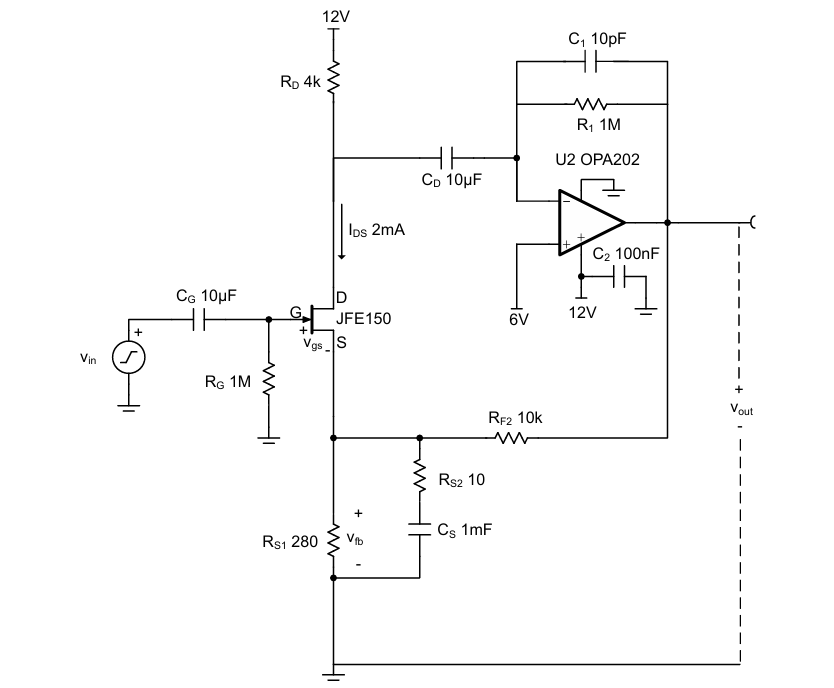 12V
C1 10pF
RD 4k
R1 1M
U2 OPA202
CD 10µF
−
IDS 2mA
+
+
C2 100nF
CG 10µF
D
G
JFE150
6V
12V
+
+
vgs
-
S
vin
RG 1M
+
vout
-
RF2 10k
RS2 10
+
CS 1mF
RS1 280
vfb
-